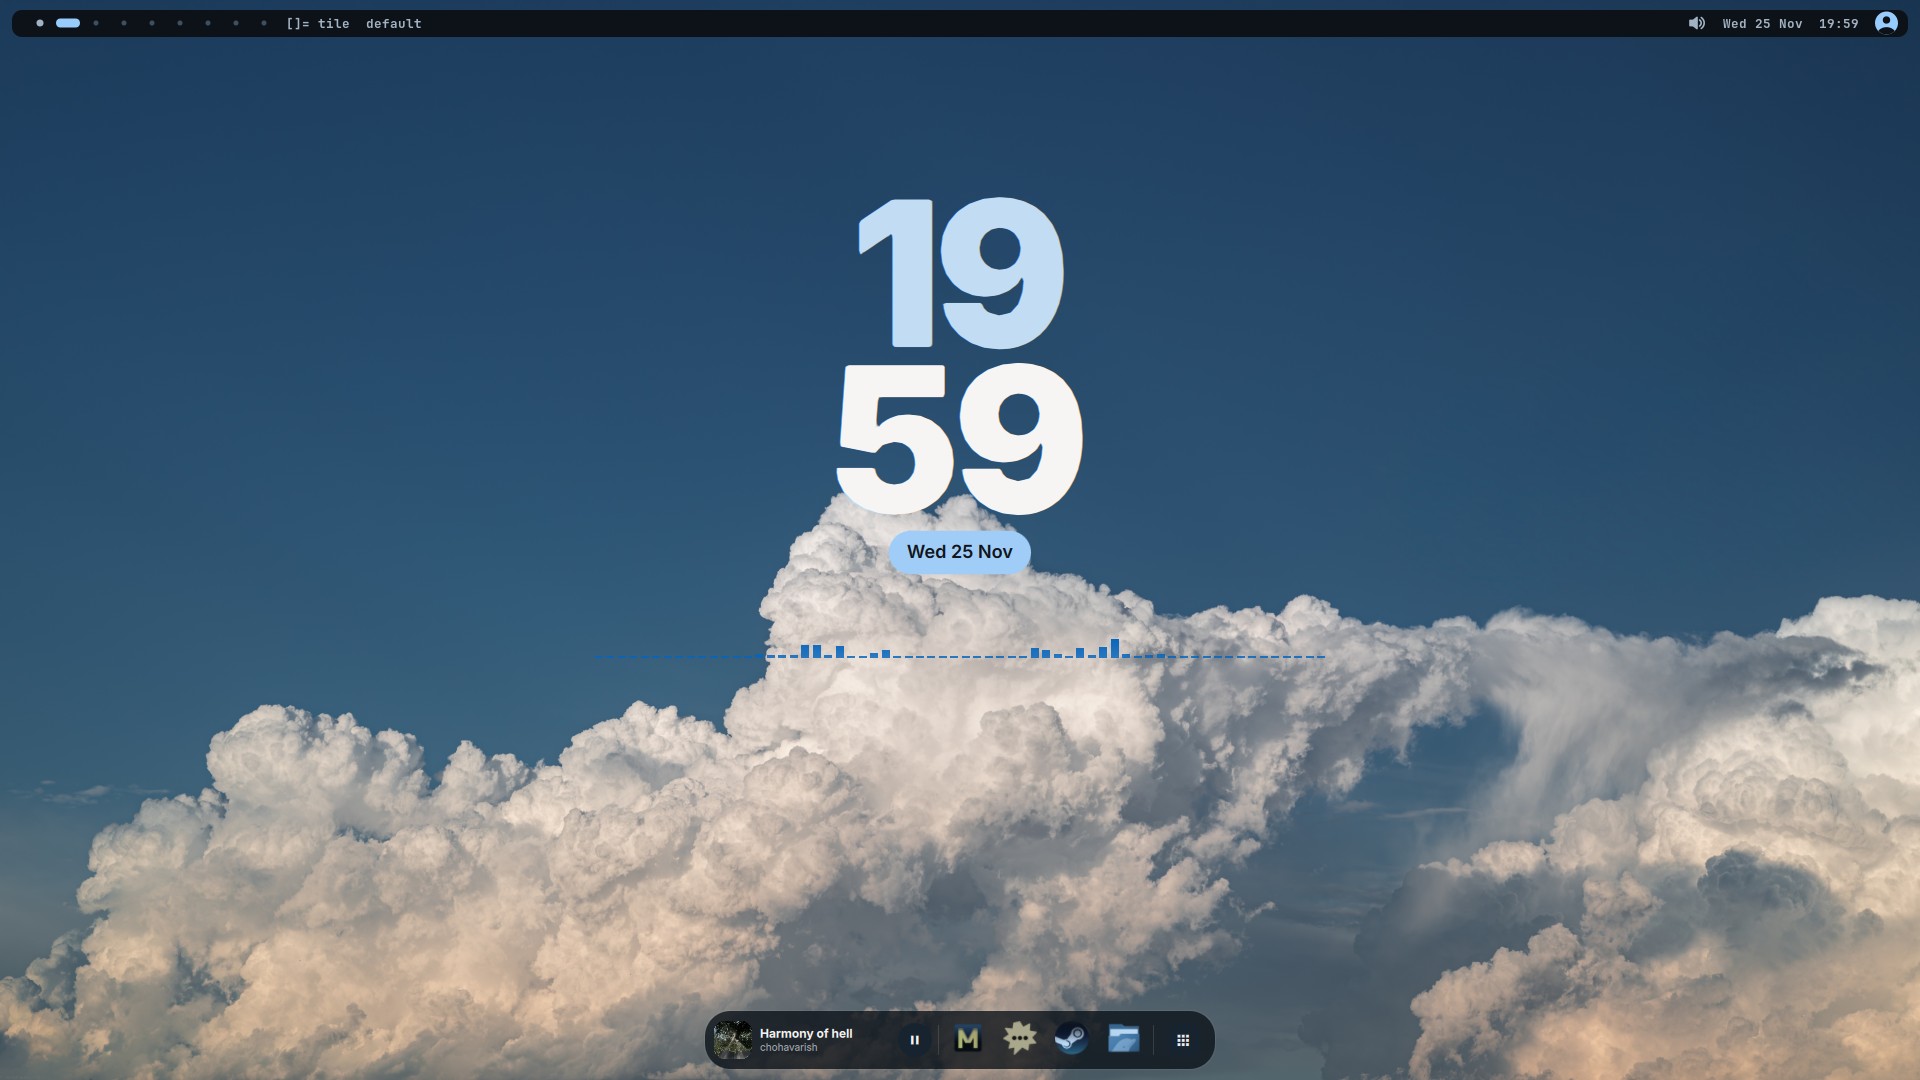 []= tile default
Wed 25 Nov 19:59
19
59
Wed 25 Nov
Harmony of hell
chohavarish
M